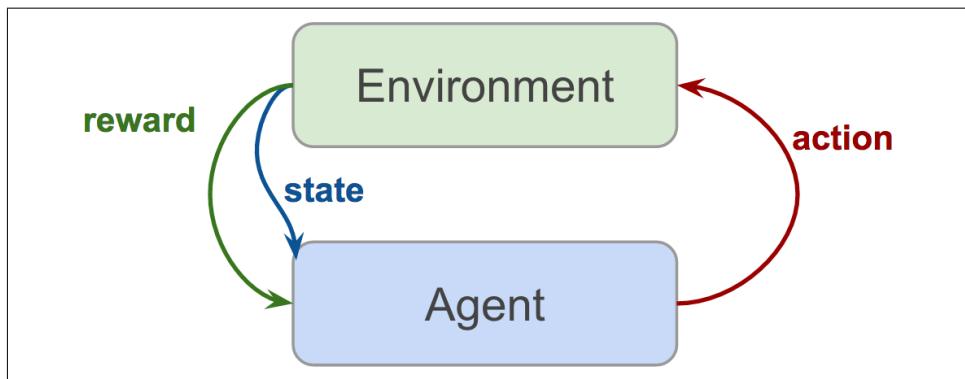 Environment
reward
action
state
Agent